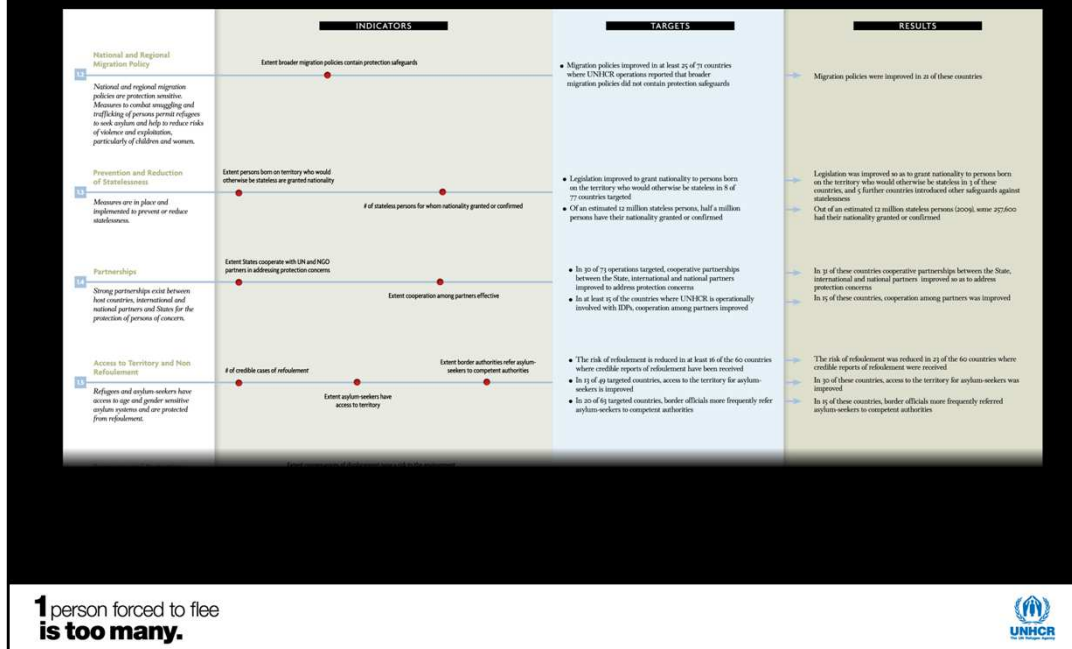 INDICATORS
TARGETS
RESULTS
National and Regional
Migration Policy
1.2
National and regional migration
policies are protection sensitive.
Measures to combat smuggling and
trafficking of persons permit refugees
to seek asylum and help to reduce risks
of violence and exploitation,
particularly of children and women.
Extent broader migration policies contain protection safeguards
• Migration policies improved in at least 25 of 71 countries
where UNHCR operations reported that broader
migration policies did not contain protection safeguards
Migration policies were improved in 21 of these countries
Prevention and Reduction
of Statelessness
1.3
Measures are in place and
implemented to prevent or reduce
statelessness.
Extent persons born on territory who would
otherwise be stateless are granted nationality
# of stateless persons for whom nationality granted or confirmed
• Legislation improved to grant nationality to persons born
on the territory who would otherwise be stateless in 8 of
77 countries targeted
• Of an estimated 12 million stateless persons, half a million
persons have their nationality granted or confirmed
Legislation was improved so as to grant nationality to persons born
on the territory who would otherwise be stateless in 3 of these
countries, and 5 further countries introduced other safeguards against
statelessness
Out of an estimated 12 million stateless persons (2009), some 257,600
had their nationality granted or confirmed
Partnerships
1.4
Strong partnerships exist between
host countries, international and
national partners and States for the
protection of persons of concern.
Extent States cooperate with UN and NGO
partners in addressing protection concerns
Extent cooperation among partners effective
• In 30 of 73 operations targeted, cooperative partnerships
between the State, international and national partners
improved to address protection concerns
• In at least 15 of the countries where UNHCR is operationally
involved with IDPs, cooperation among partners improved
In 31 of these countries cooperative partnerships between the State,
international and national partners improved so as to address
protection concerns
In 15 of these countries, cooperation among partners was improved
Access to Territory and Non
Refoulement
1.5
Refugees and asylum-seekers have
access to age and gender sensitive
asylum systems and are protected
from refoulement.
# of credible cases of refoulement
Extent asylum-seekers have
access to territory
Extent border authorities refer asylum-
seekers to competent authorities
• The risk of refoulement is reduced in at least 16 of the 60 countries
where credible reports of refoulement have been received
• In 13 of 49 targeted countries, access to the territory for asylum-
seekers is improved
• In 20 of 63 targeted countries, border officials more frequently refer
asylum-seekers to competent authorities
The risk of refoulement was reduced in 23 of the 60 countries where
credible reports of refoulement were received
In 30 of these countries, access to the territory for asylum-seekers was
improved
In 15 of these countries, border officials more frequently referred
asylum-seekers to competent authorities
1 person forced to flee
is too many.
UNHCR
The UN Refugee Agency